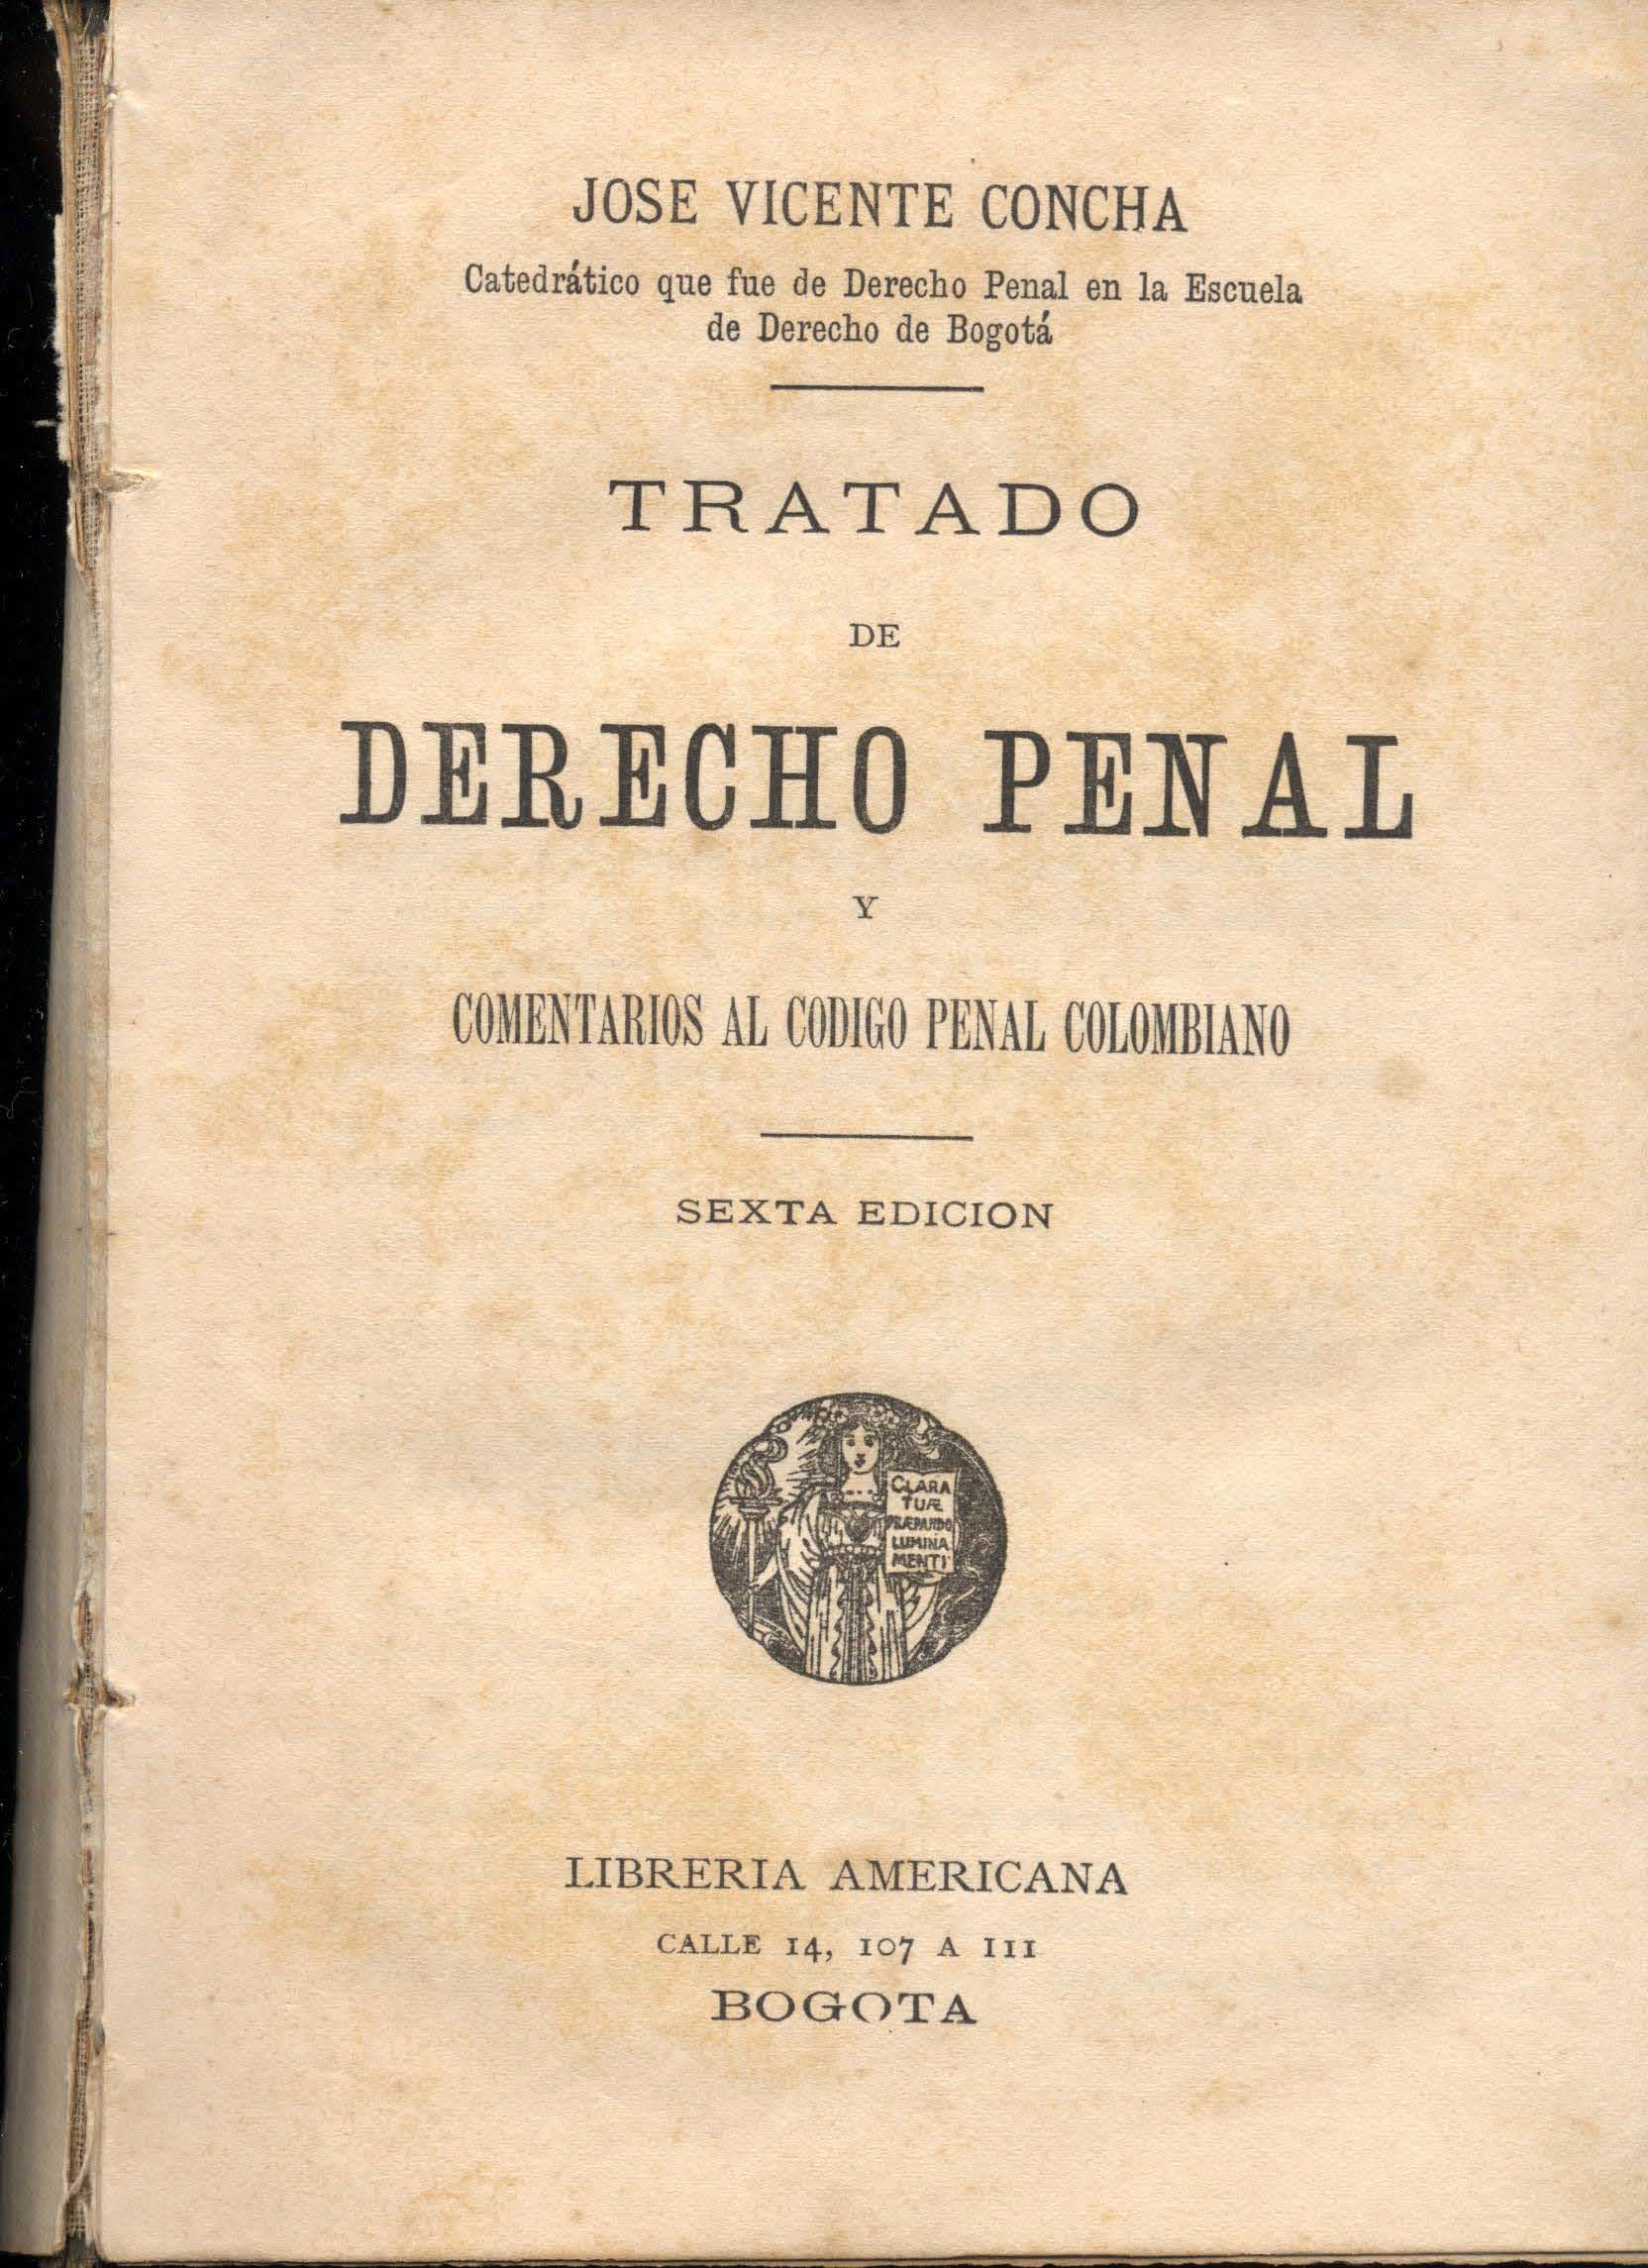 JOSE VICENTE CONCHA
Catedrático que fue de Derecho Penal en la Escuela
de Derecho de Bogotá
TRATADO
DE
DERECHO PENAL
Y
COMENTARIOS AL CODIGO PENAL COLOMBIANO
SEXTA EDICION
CLARA
TUÆ
PRÆPANDO
LUMINA
MENTI
LIBRERIA AMERICANA
CALLE 14, 107 A 111
BOGOTA